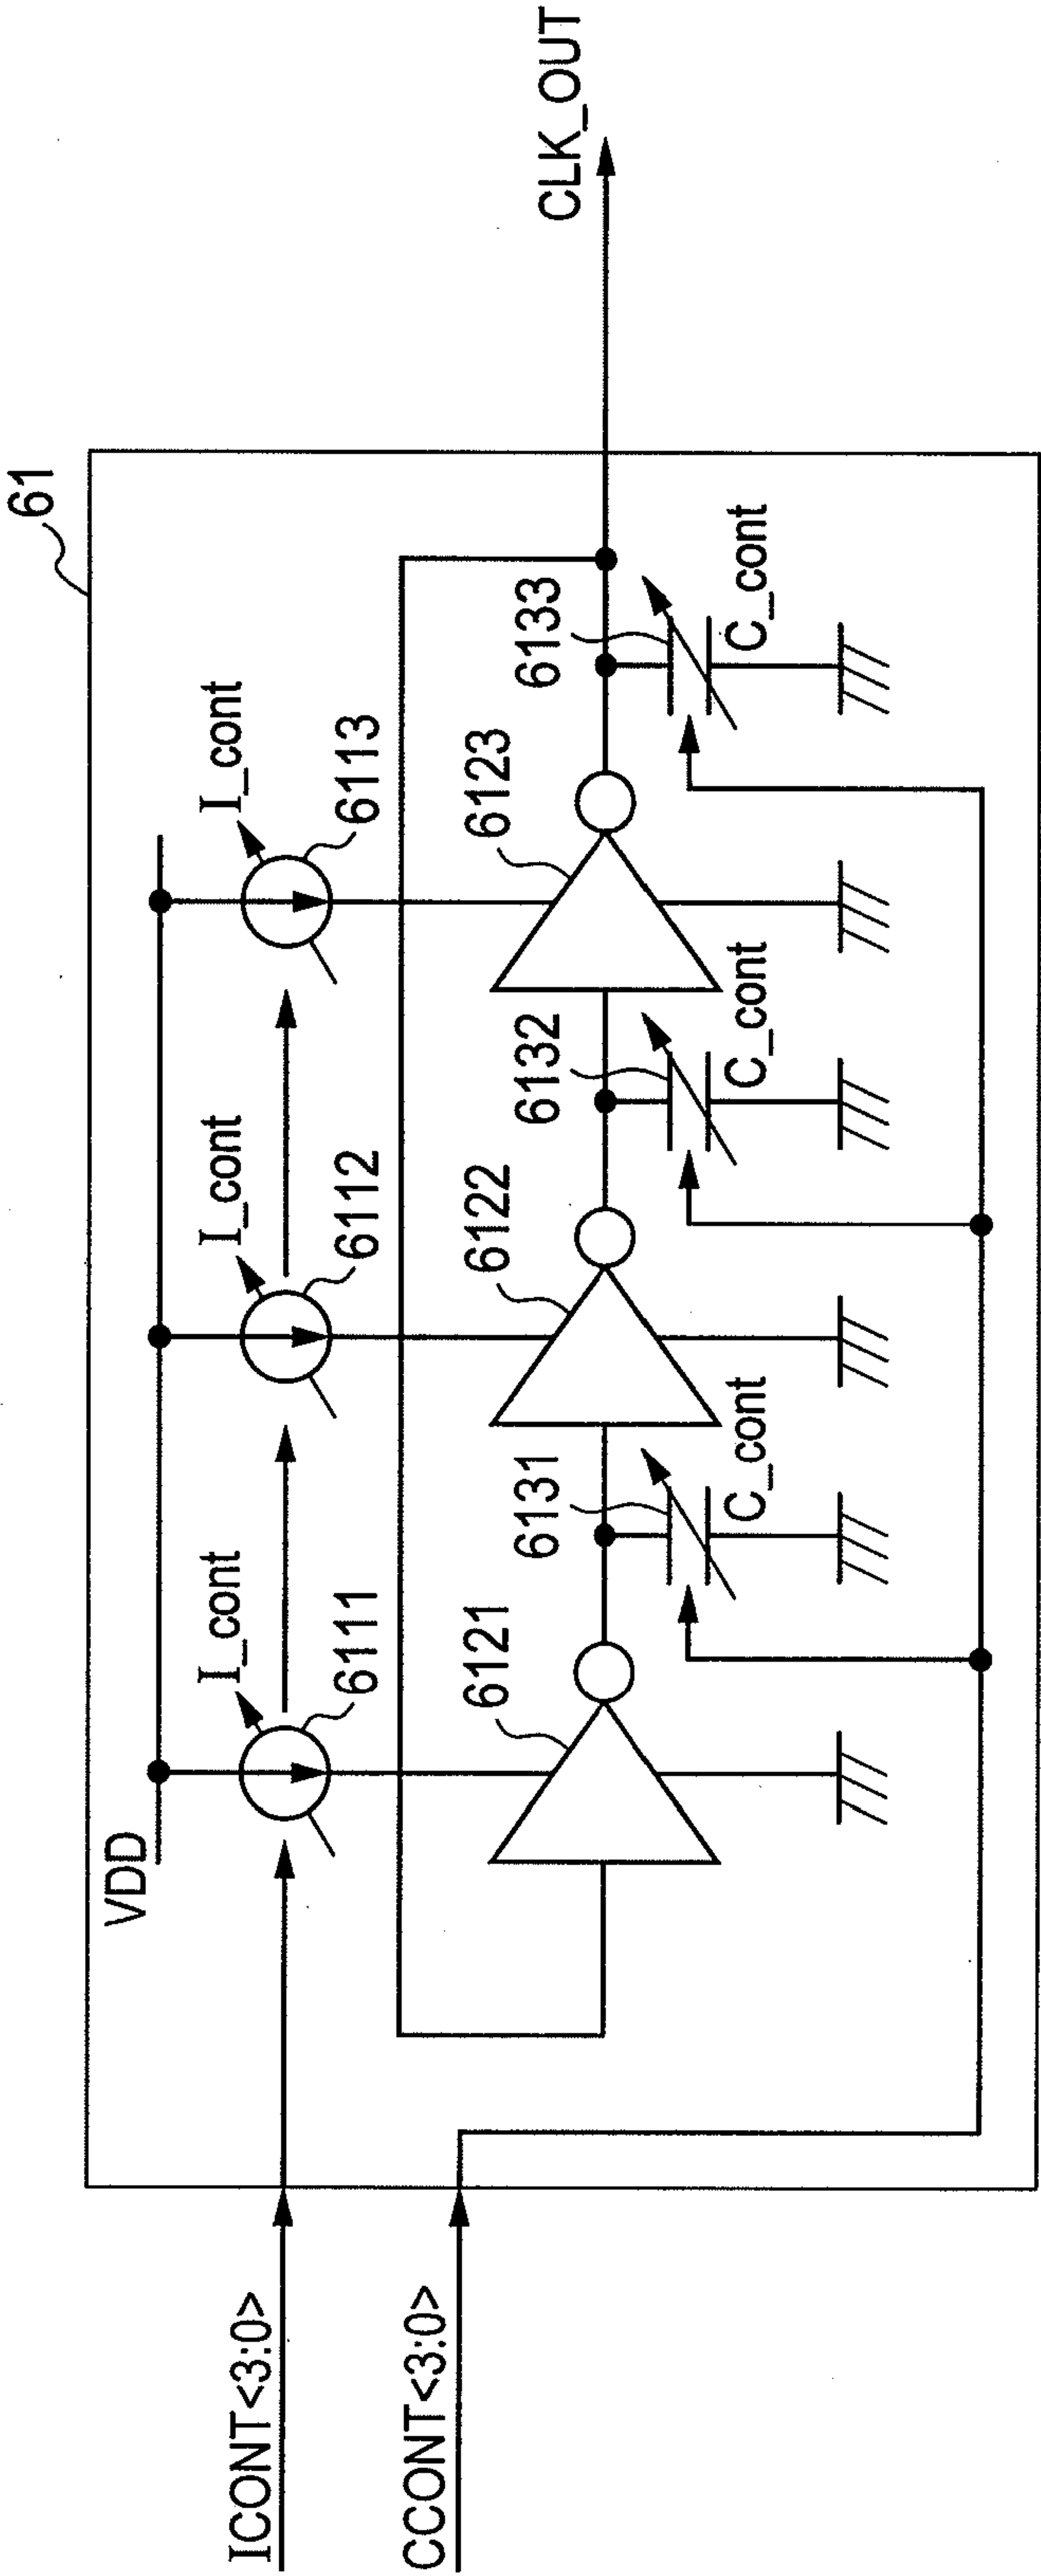 61
VDD
I_cont
I_cont
I_cont
6111
6112
6113
ICONT<3:0>
CCONT<3:0>
6121
6122
6123
6131
6132
6133
C_cont
C_cont
C_cont
CLK_OUT